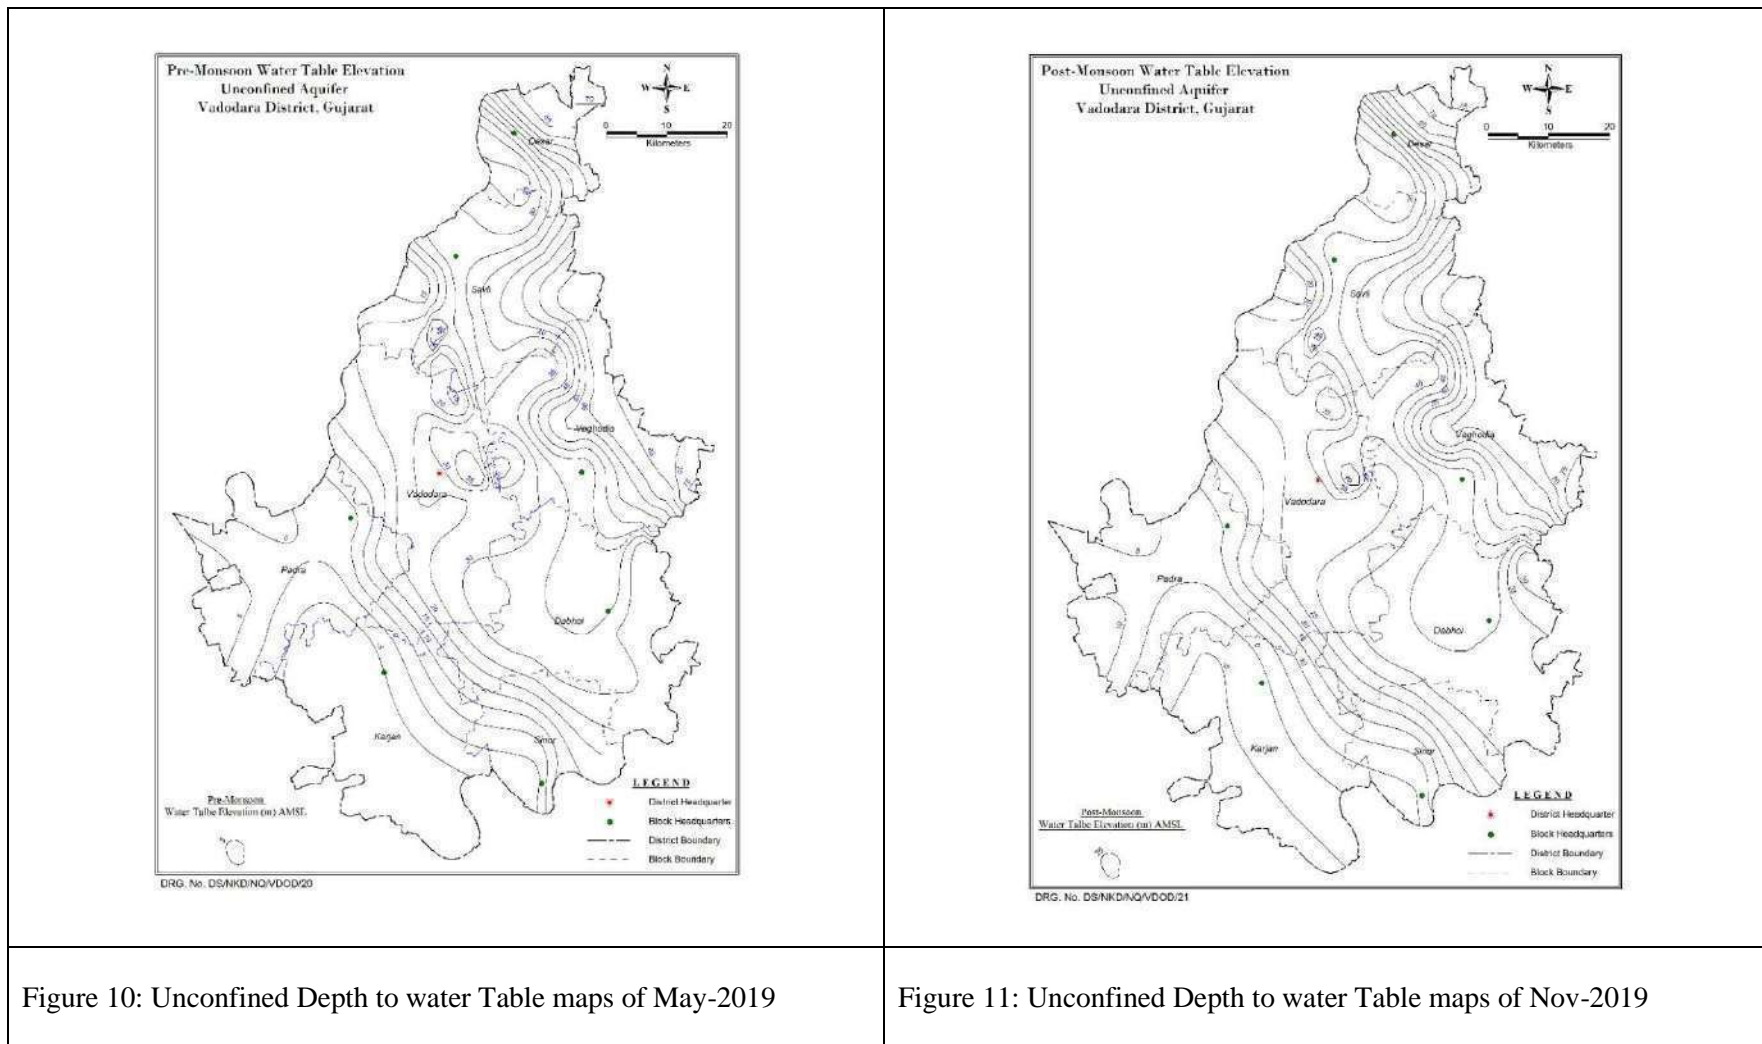 Pre-Monsoon Water Table Elevation
Unconfined Aquifer
Vadodara District, Gujarat
N
W E
S
0 10 20
Kilometers
Desar
Savli
Vaghodia
Vadodara
Padra
Dabhoi
Karjan
Sinor
Pre-Monsoon
Water Talbe Elevation (m) AMSL
LEGEND
District Headquarter
Block Headquarters
District Boundary
Block Boundary
DRG. No. DS/NKD/NQ/VDOD/20
Post-Monsoon Water Table Elevation
Unconfined Aquifer
Vadodara District, Gujarat
N
W E
S
0 10 20
Kilometers
Desar
Savli
Vaghodia
Vadodara
Padra
Dabhoi
Karjan
Sinor
Post-Monsoon
Water Talbe Elevation (m) AMSL
LEGEND
District Headquarter
Block Headquarters
District Boundary
Block Boundary
DRG. No. DS/NKD/NQ/VDOD/21
Figure 10: Unconfined Depth to water Table maps of May-2019
Figure 11: Unconfined Depth to water Table maps of Nov-2019